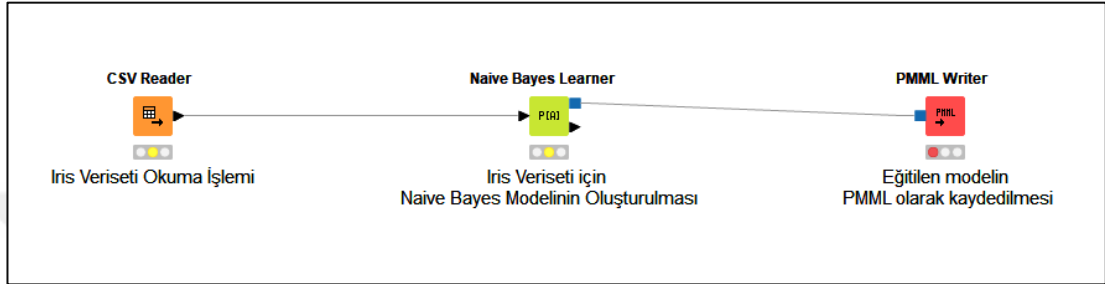 CSV Reader
Naive Bayes Learner
PMML Writer
P[A]
PMML
Iris Veriseti Okuma İşlemi
Iris Veriseti için
Naive Bayes Modelinin Oluşturulması
Eğitilen modelin
PMML olarak kaydedilmesi